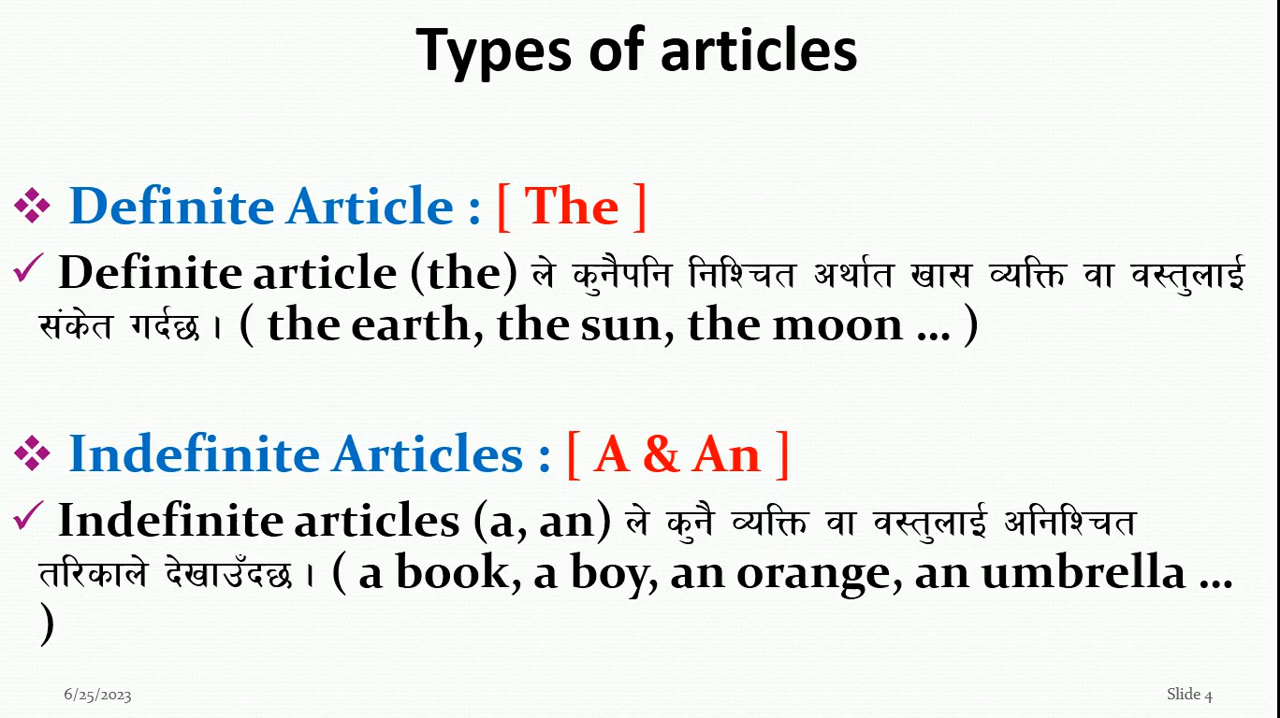 Types of articles
❖ Definite Article : [ The ]
✓ Definite article (the) ले कुनैपनि निश्चित अर्थात खास व्यक्ति वा वस्तुलाई
संकेत गर्दछ । ( the earth, the sun, the moon ... )
❖ Indefinite Articles : [ A & An ]
✓ Indefinite articles (a, an) ले कुनै व्यक्ति वा वस्तुलाई अनिश्चित
तरिकाले देखाउँदछ । ( a book, a boy, an orange, an umbrella ...
)
6/25/2023
Slide 4